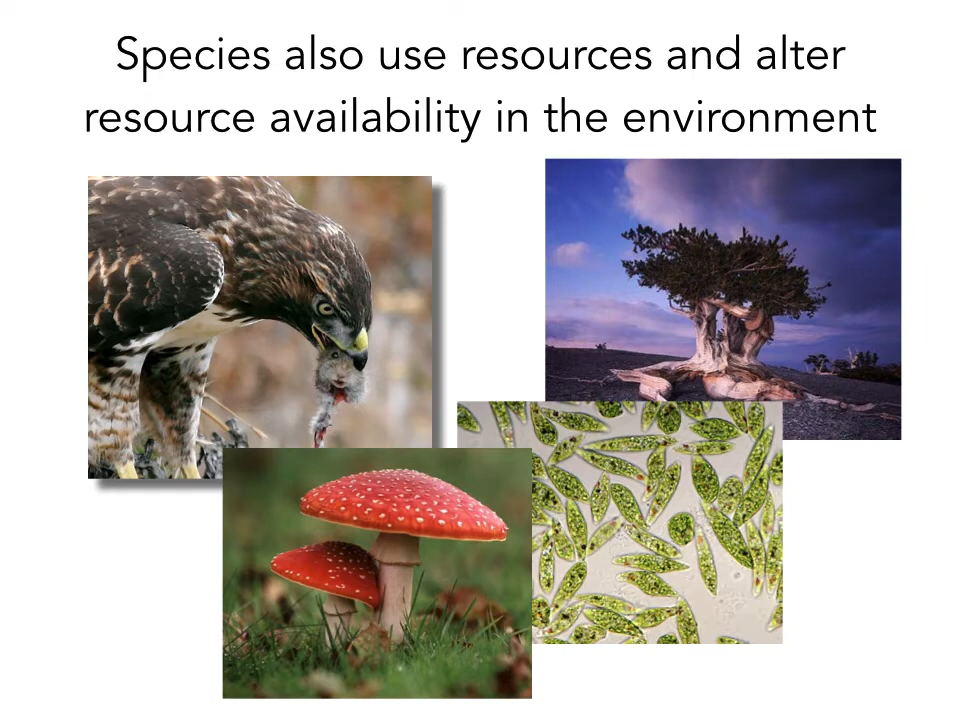 Species also use resources and alter
resource availability in the environment